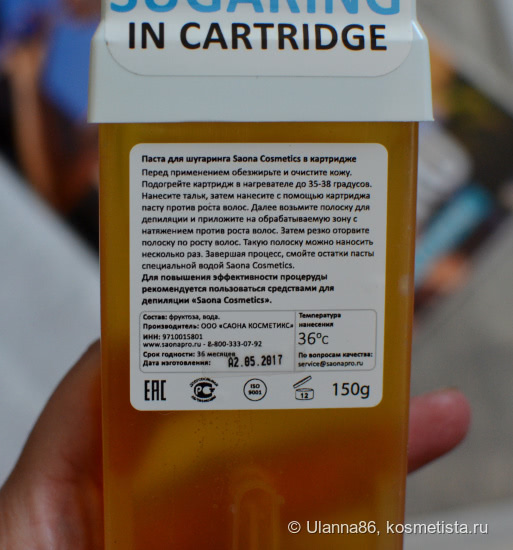 SUGARING
IN CARTRIDGE
Паста для шугаринга Saona Cosmetics в картридже
Перед применением обезжирьте и очистите кожу.
Подогрейте картридж в нагревателе до 35-38 градусов.
Нанесите тальк, затем нанесите с помощью картриджа
пасту против роста волос. Далее возьмите полоску для
депиляции и приложите на обрабатываемую зону с
натяжением против роста волос. Затем резко оторвите
полоску по росту волос. Такую полоску можно наносить
несколько раз. Завершая процесс, смойте остатки пасты
специальной водой Saona Cosmetics.
Для повышения эффективности процедуры
рекомендуется пользоваться средствами для
депиляции «Saona Cosmetics».
Состав: фруктоза, вода.
Производитель: ООО «САОНА КОСМЕТИКС»
ИНН: 9710015801
www.saonapro.ru - 8-800-333-07-92
Срок годности: 36 месяцев
Дата изготовления: А2.05.2017
Температура
нанесения
36°C
По вопросам качества:
service@saonapro.ru
EAC
ISO
9001
12
150g
© Ulanna86, kosmetista.ru